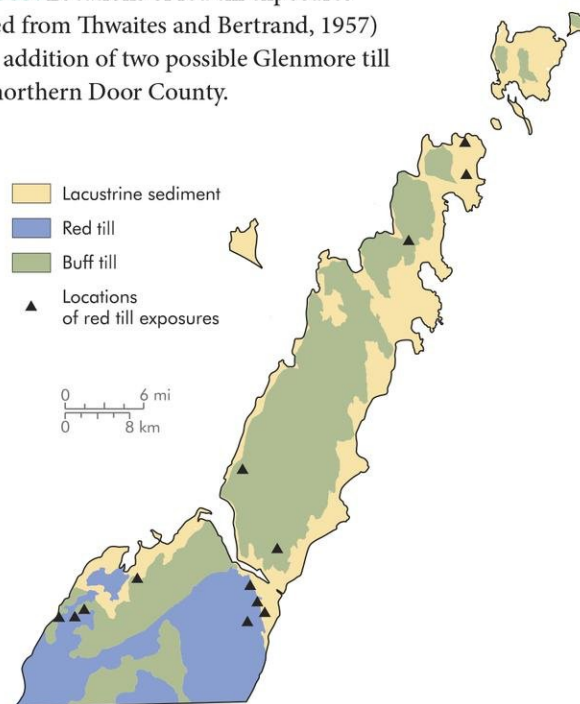 ed from Thwaites and Bertrand, 1957)
addition of two possible Glenmore till
northern Door County.
Lacustrine sediment
Red till
Buff till
Locations
of red till exposures
0 6 mi
0 8 km